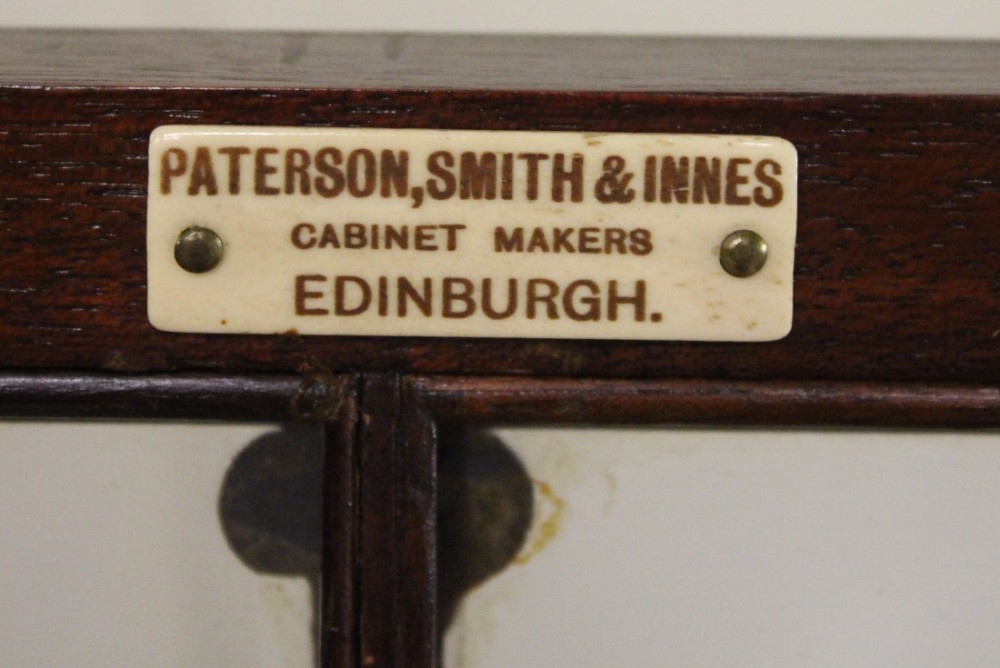 PATERSON, SMITH & INNES
CABINET MAKERS
EDINBURGH.